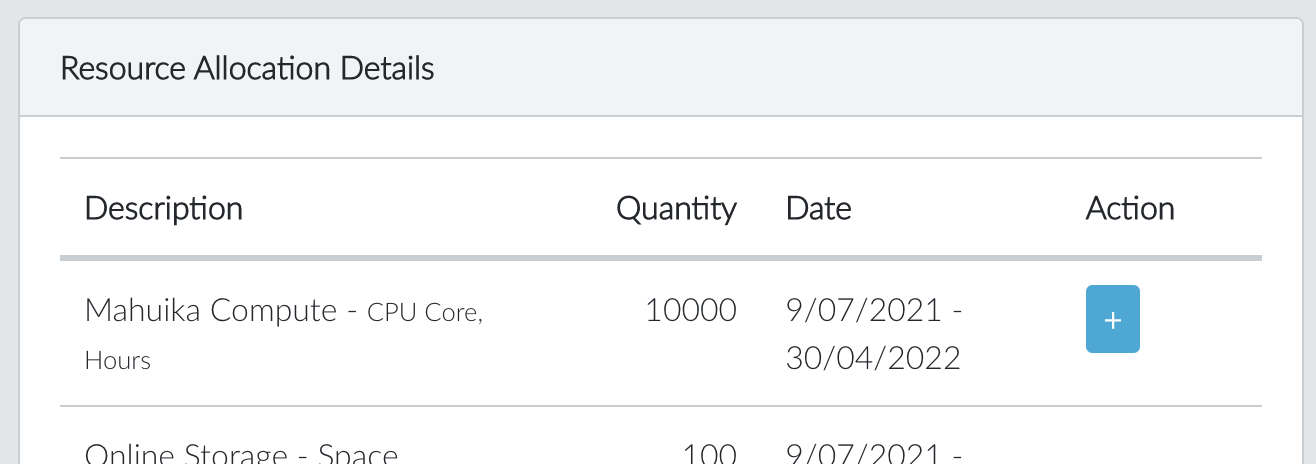 Resource Allocation Details
Description Quantity Date Action
Mahuika Compute - CPU Core, 10000 9/07/2021 - +
Hours 30/04/2022
Online Storage - Space 100 9/07/2021 -